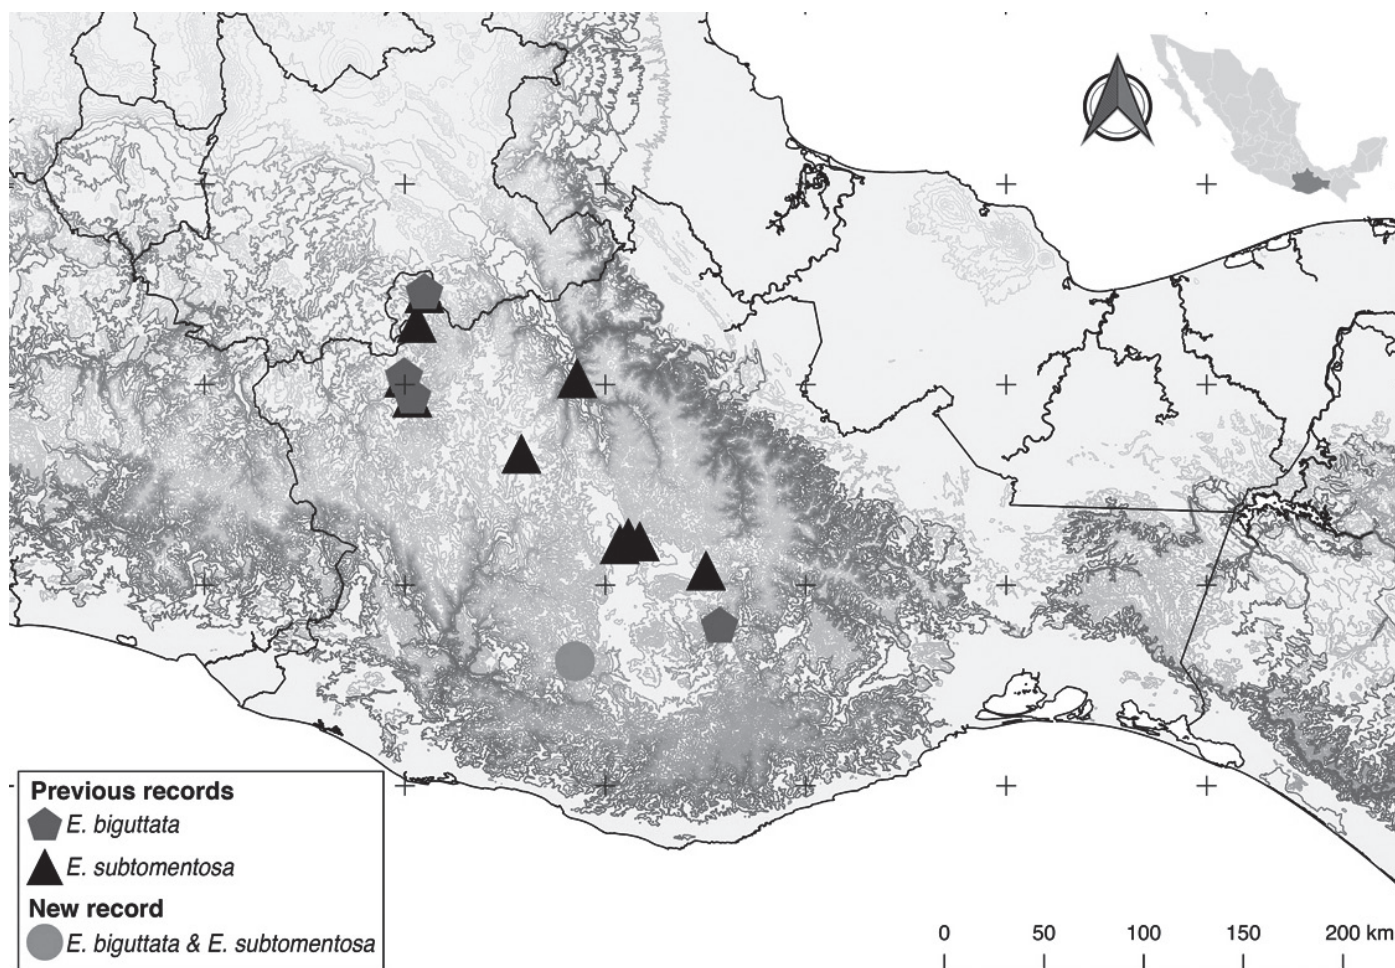 Previous records
E. biguttata
E. subtomentosa
New record
E. biguttata & E. subtomentosa
0 50 100 150 200 km